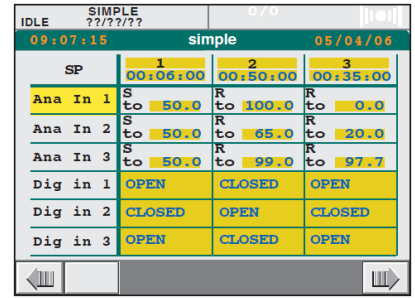 IDLE SIMPLE ??/??/?? 0/0
09:07:15 simple 05/04/06
SP 1 00:06:00 2 00:50:00 3 00:35:00
Ana In 1 S to 50.0 R to 100.0 R to 0.0
Ana In 2 S to 50.0 R to 65.0 R to 20.0
Ana In 3 S to 50.0 R to 99.0 R to 97.7
Dig in 1 OPEN CLOSED OPEN
Dig in 2 CLOSED OPEN CLOSED
Dig in 3 OPEN CLOSED OPEN